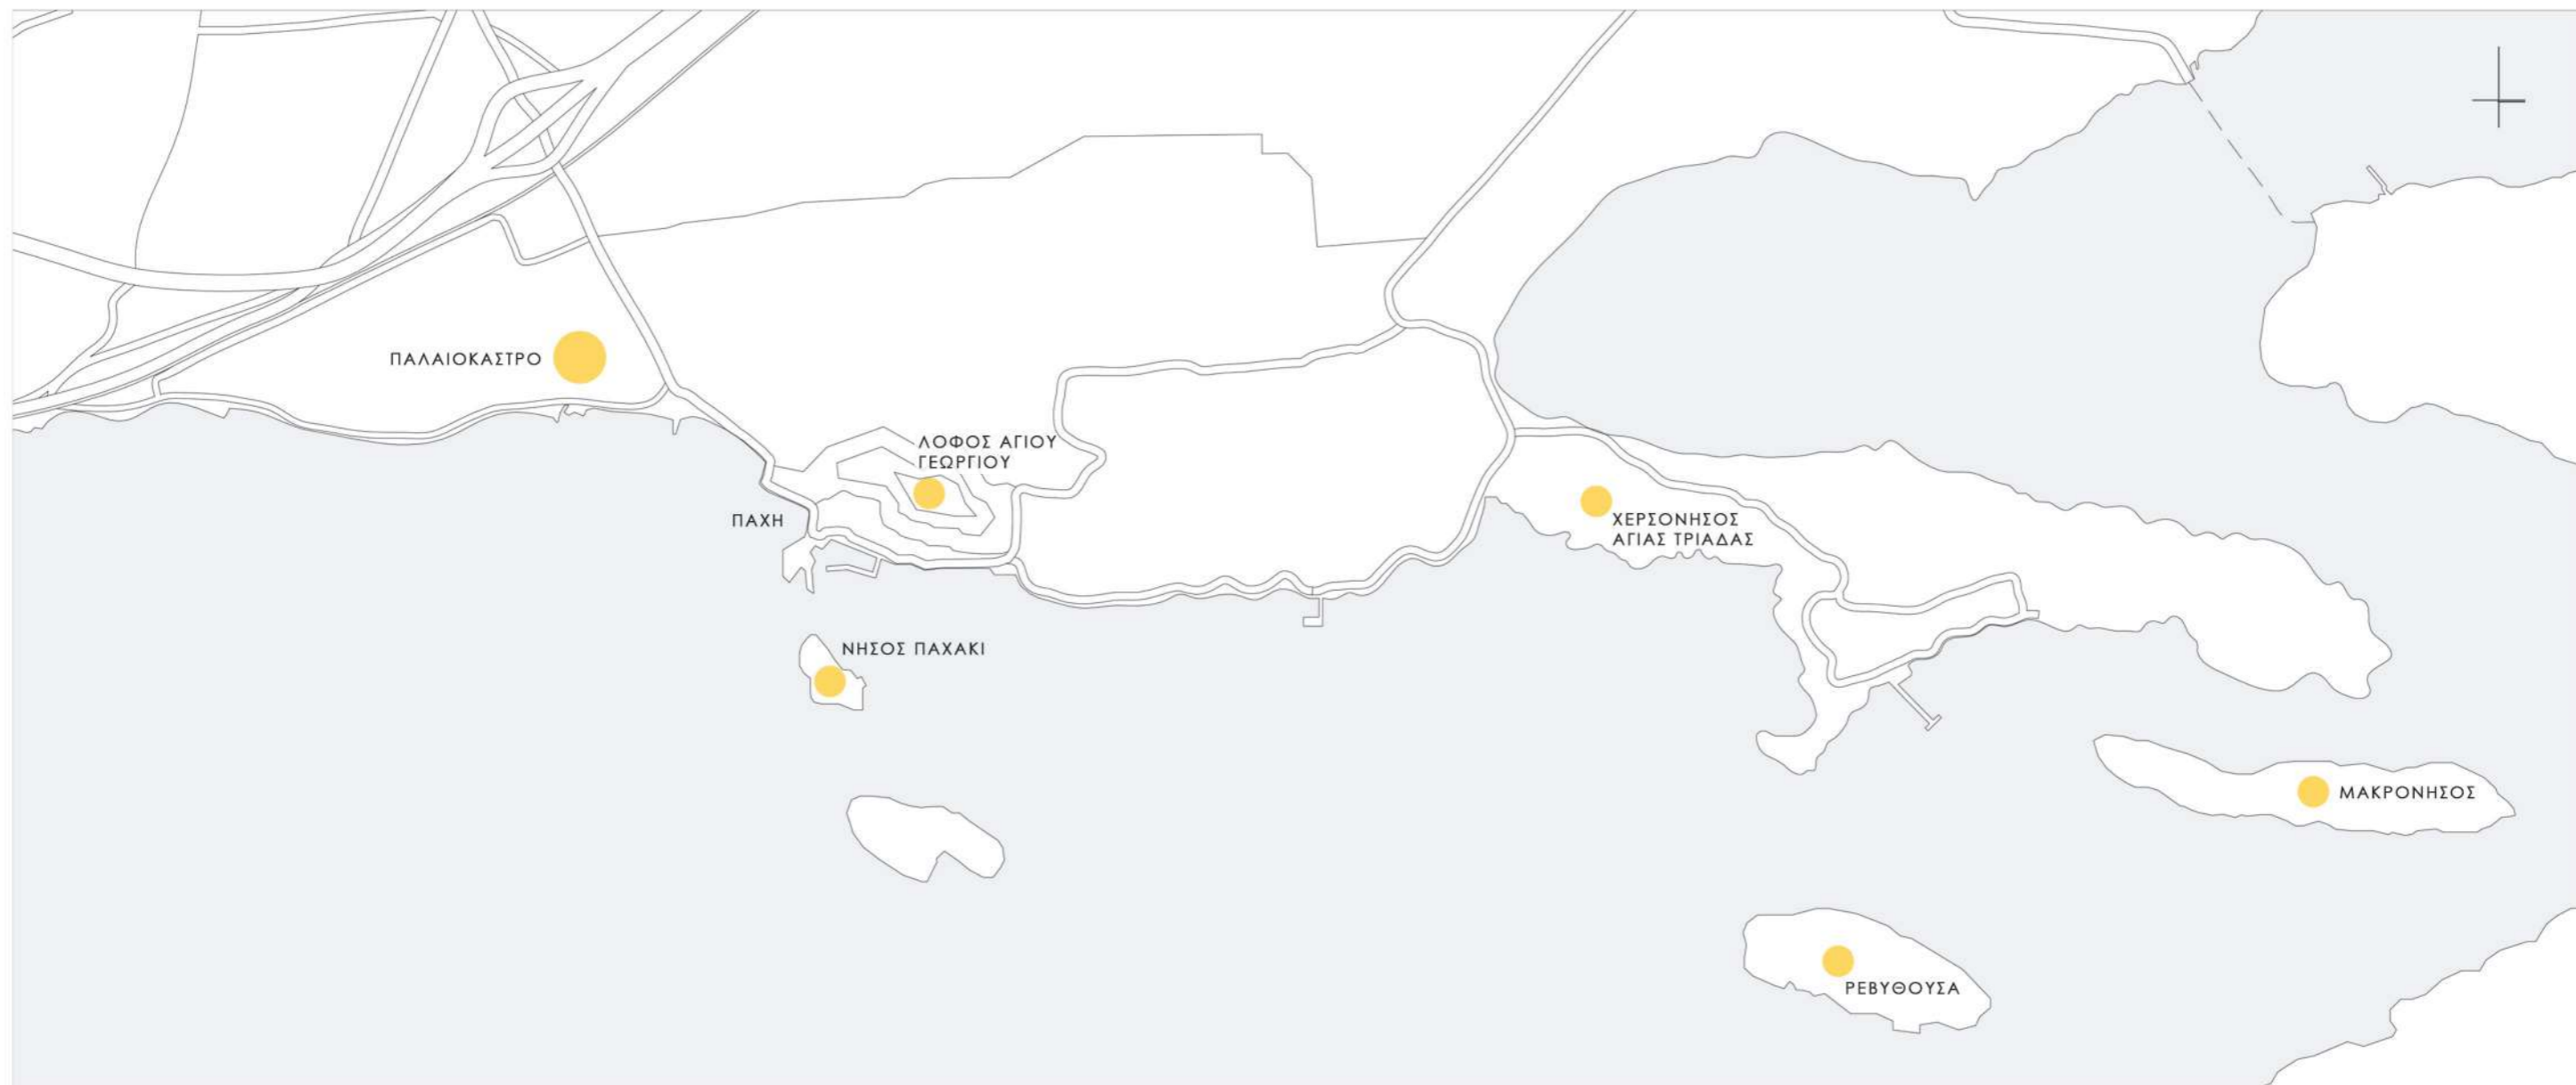 ΠΑΛΑΙΟΚΑΣΤΡΟ
ΛΟΦΟΣ ΑΓΙΟΥ
ΓΕΩΡΓΙΟΥ
ΠΑΧΗ
ΧΕΡΣΟΝΗΣΟΣ
ΑΓΙΑΣ ΤΡΙΑΔΑΣ
ΝΗΣΟΣ ΠΑΧΑΚΙ
ΜΑΚΡΟΝΗΣΟΣ
ΡΕΒΥΘΟΥΣΑ